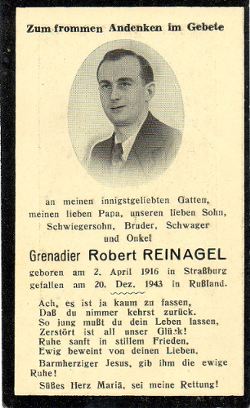 Zum frommen Andenken im Gebete
an meinen innigstgeliebten Gatten,
meinen lieben Papa, unseren lieben Sohn,
Schwiegersohn, Bruder, Schwager
und Onkel
Grenadier Robert REINAGEL
geboren am 2. April 1916 in Straßburg
gefallen am 20. Dez. 1943 in Rußland.
Ach, es ist ja kaum zu fassen,
Daß du nimmer kehrst zurück.
So jung mußt du dein Leben lassen,
Zerstört ist all unser Glück!
Ruhe sanft in stillem Frieden,
Ewig beweint von deinen Lieben.
Barmherziger Jesus, gib ihm die ewige
Ruhe!
Süßes Herz Mariä, sei meine Rettung!